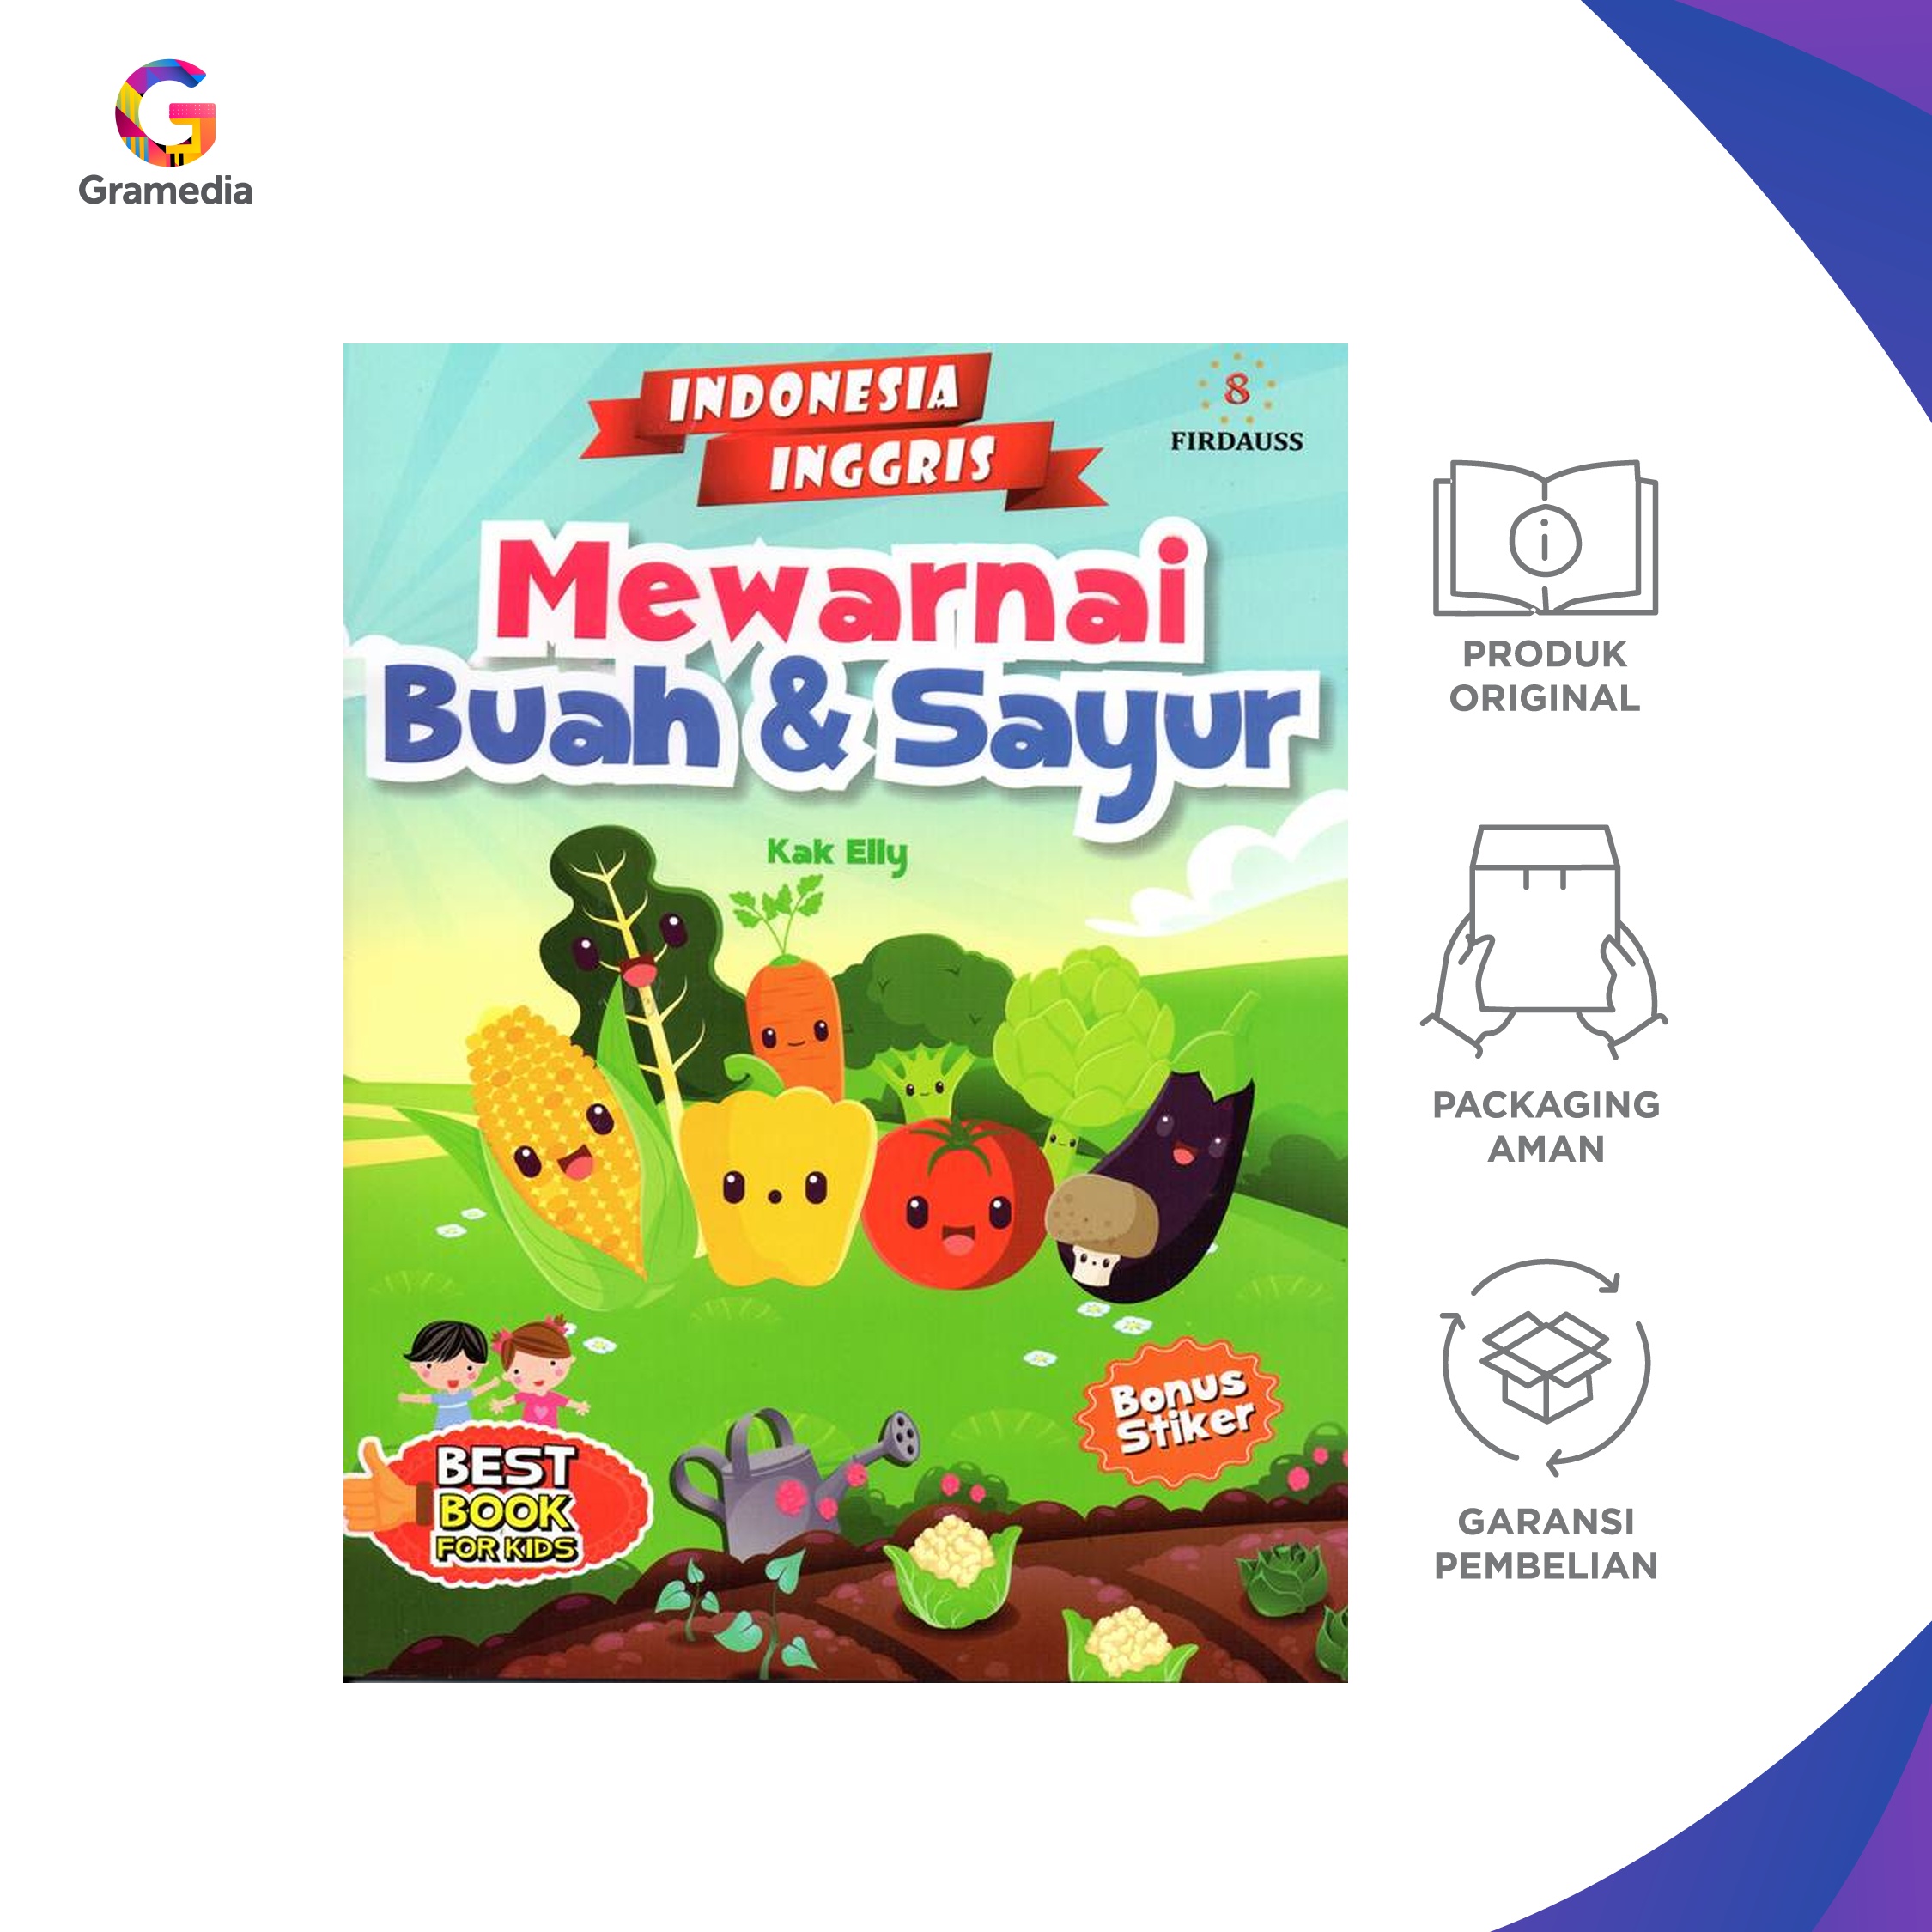 Gramedia
INDONESIA
INGGRIS
8
FIRDAUSS
Mewarnai
Buah & Sayur
Kak Elly
Bonus
Stiker
BEST
BOOK
FOR KIDS
PRODUK
ORIGINAL
PACKAGING
AMAN
GARANSI
PEMBELIAN